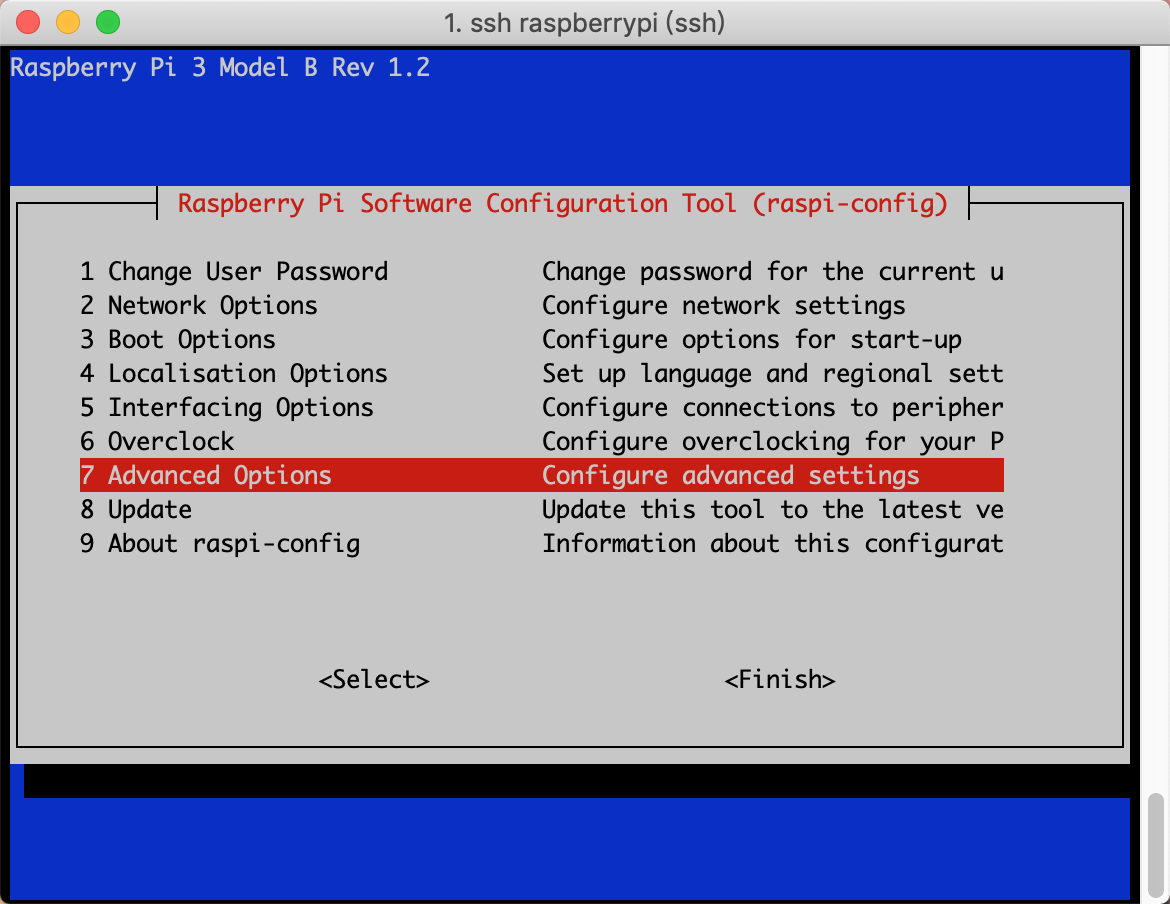 1. ssh raspberrypi (ssh)
Raspberry Pi 3 Model B Rev 1.2
Raspberry Pi Software Configuration Tool (raspi-config)
1 Change User Password Change password for the current u
2 Network Options Configure network settings
3 Boot Options Configure options for start-up
4 Localisation Options Set up language and regional sett
5 Interfacing Options Configure connections to peripher
6 Overclock Configure overclocking for your P
7 Advanced Options Configure advanced settings
8 Update Update this tool to the latest ve
9 About raspi-config Information about this configurat
<Select> <Finish>